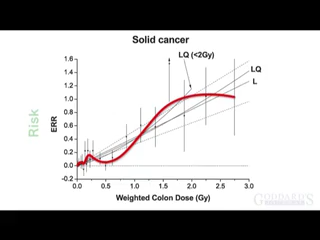 Solid cancer
LQ (<2Gy)
LQ
L
Risk
ERR
1.6
1.4
1.2
1.0
0.8
0.6
0.4
0.2
0.0
-0.2
0.0 0.5 1.0 1.5 2.0 2.5 3.0
Weighted Colon Dose (Gy)
GODDARD'S